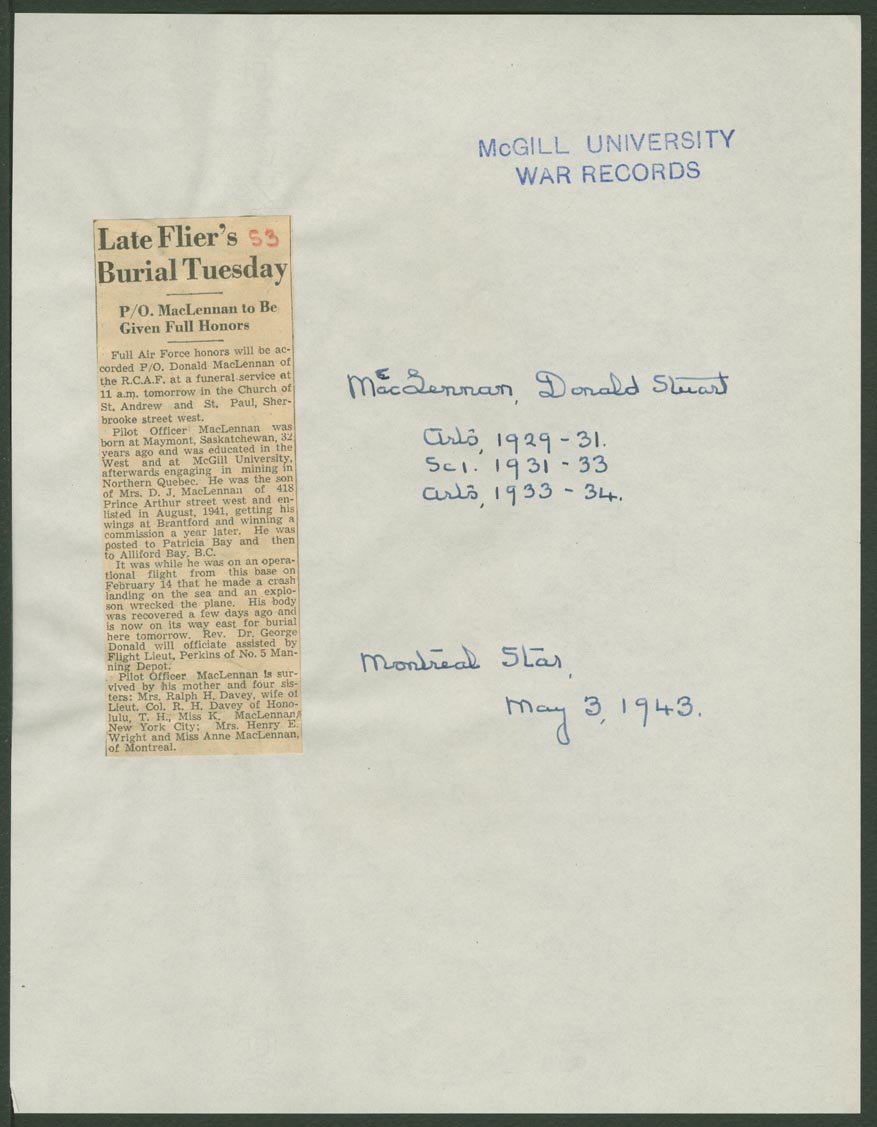 McGILL UNIVERSITY
WAR RECORDS
Late Flier's 53
Burial Tuesday
P/O. MacLennan to Be
Given Full Honors
Full Air Force honors will be ac-
corded P/O. Donald MacLennan of
the R.C.A.F. at a funeral service at
11 a.m. tomorrow in the Church of
St. Andrew and St. Paul, Sher-
brooke street west.
Pilot Officer MacLennan was
born at Maymont, Saskatchewan, 32
years ago and was educated in the
West and at McGill University,
afterwards engaging in mining in
Northern Quebec. He was the son
of Mrs. D. J. MacLennan of 418
Prince Arthur street west and en-
listed in August, 1941, getting his
wings at Brantford and winning a
commission a year later. He was
posted to Patricia Bay and then
to Alliford Bay, B.C.
It was while he was on an opera-
tional flight from this base on
February 14 that he made a crash
landing on the sea and an explo-
son wrecked the plane. His body
was recovered a few days ago and
is now on its way east for burial
here tomorrow. Rev. Dr. George
Donald will officiate assisted by
Flight Lieut. Perkins of No. 5 Man-
ning Depot.
Pilot Officer MacLennan is sur-
vived by his mother and four sis-
ters: Mrs. Ralph H. Davey, wife of
Lieut. Col. R. H. Davey of Hono-
lulu, T. H., Miss K. MacLennan,
New York City; Mrs. Henry E.
Wright and Miss Anne MacLennan,
of Montreal.
MacLennan, Donald Stuart
Arts, 1929-31.
Sci. 1931-33
Arts, 1933-34.
Montreal Star,
May 3, 1943.